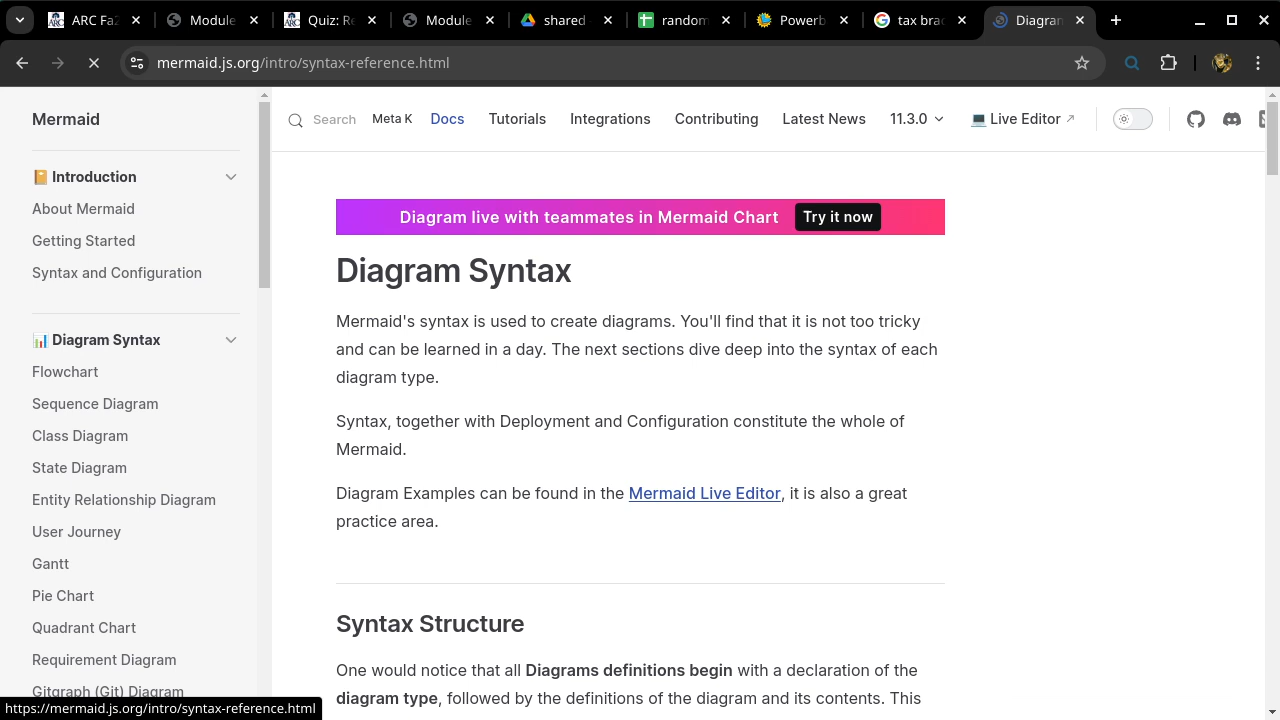 ARC Fa2
Module
Quiz: Re
Module
shared
random
Powerb
tax brac
Diagran
mermaid.js.org/intro/syntax-reference.html
Mermaid
Search
Meta K
Docs
Tutorials
Integrations
Contributing
Latest News
11.3.0
💻 Live Editor
📔 Introduction
About Mermaid
Getting Started
Syntax and Configuration
📊 Diagram Syntax
Flowchart
Sequence Diagram
Class Diagram
State Diagram
Entity Relationship Diagram
User Journey
Gantt
Pie Chart
Quadrant Chart
Requirement Diagram
Gitgraph (Git) Diagram
https://mermaid.js.org/intro/syntax-reference.html
Diagram live with teammates in Mermaid Chart Try it now
Diagram Syntax
Mermaid's syntax is used to create diagrams. You'll find that it is not too tricky
and can be learned in a day. The next sections dive deep into the syntax of each
diagram type.
Syntax, together with Deployment and Configuration constitute the whole of
Mermaid.
Diagram Examples can be found in the Mermaid Live Editor, it is also a great
practice area.
Syntax Structure
One would notice that all Diagrams definitions begin with a declaration of the
diagram type, followed by the definitions of the diagram and its contents. This